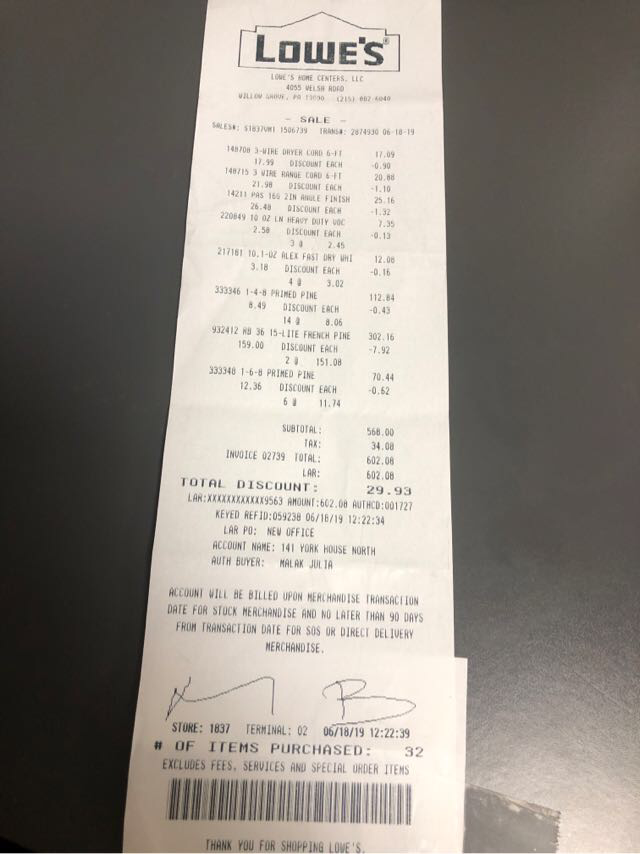 LOWE'S®
LOWE'S HOME CENTERS, LLC
4055 WELSH ROAD
WILLOW GROVE, PA (215) 882-6040
- SALE -
SALES#: S1837VM1 1506739 TRANS#: 2874930 06-18-19
148708 3-WIRE DRYER CORD 6-FT 17.09
17.99 DISCOUNT EACH -0.90
148715 3 WIRE RANGE CORD 6-FT 20.88
21.98 DISCOUNT EACH -1.10
14211 PAS 16G 2IN ANGLE FINISH 25.16
26.48 DISCOUNT EACH -1.32
220849 10 OZ LN HEAVY DUTY VOC 7.35
2.58 DISCOUNT EACH -0.13
3 @ 2.45
217181 10.1-OZ ALEX FAST DRY WHI 12.08
3.18 DISCOUNT EACH -0.16
4 @ 3.02
333346 1-4-8 PRIMED PINE 112.84
8.49 DISCOUNT EACH -0.43
14 @ 8.06
932412 RB 36 15-LITE FRENCH PINE 302.16
159.00 DISCOUNT EACH -7.92
2 @ 151.08
333348 1-6-8 PRIMED PINE 70.44
12.36 DISCOUNT EACH -0.62
6 @ 11.74
SUBTOTAL: 568.00
TAX: 34.08
INVOICE 02739 TOTAL: 602.08
LAR: 602.08
TOTAL DISCOUNT: 29.93
LAR:XXXXXXXXXXXX9563 AMOUNT:602.08 AUTHCD:001727
KEYED REFID:059238 06/18/19 12:22:34
LAR PO: NEW OFFICE
ACCOUNT NAME: 141 YORK HOUSE NORTH
AUTH BUYER: MALAK JULIA
ACCOUNT WILL BE BILLED UPON MERCHANDISE TRANSACTION
DATE FOR STOCK MERCHANDISE AND NO LATER THAN 90 DAYS
FROM TRANSACTION DATE FOR SOS OR DIRECT DELIVERY
MERCHANDISE.
STORE: 1837 TERMINAL: 02 06/18/19 12:22:39
# OF ITEMS PURCHASED: 32
EXCLUDES FEES, SERVICES AND SPECIAL ORDER ITEMS
THANK YOU FOR SHOPPING LOWE'S.